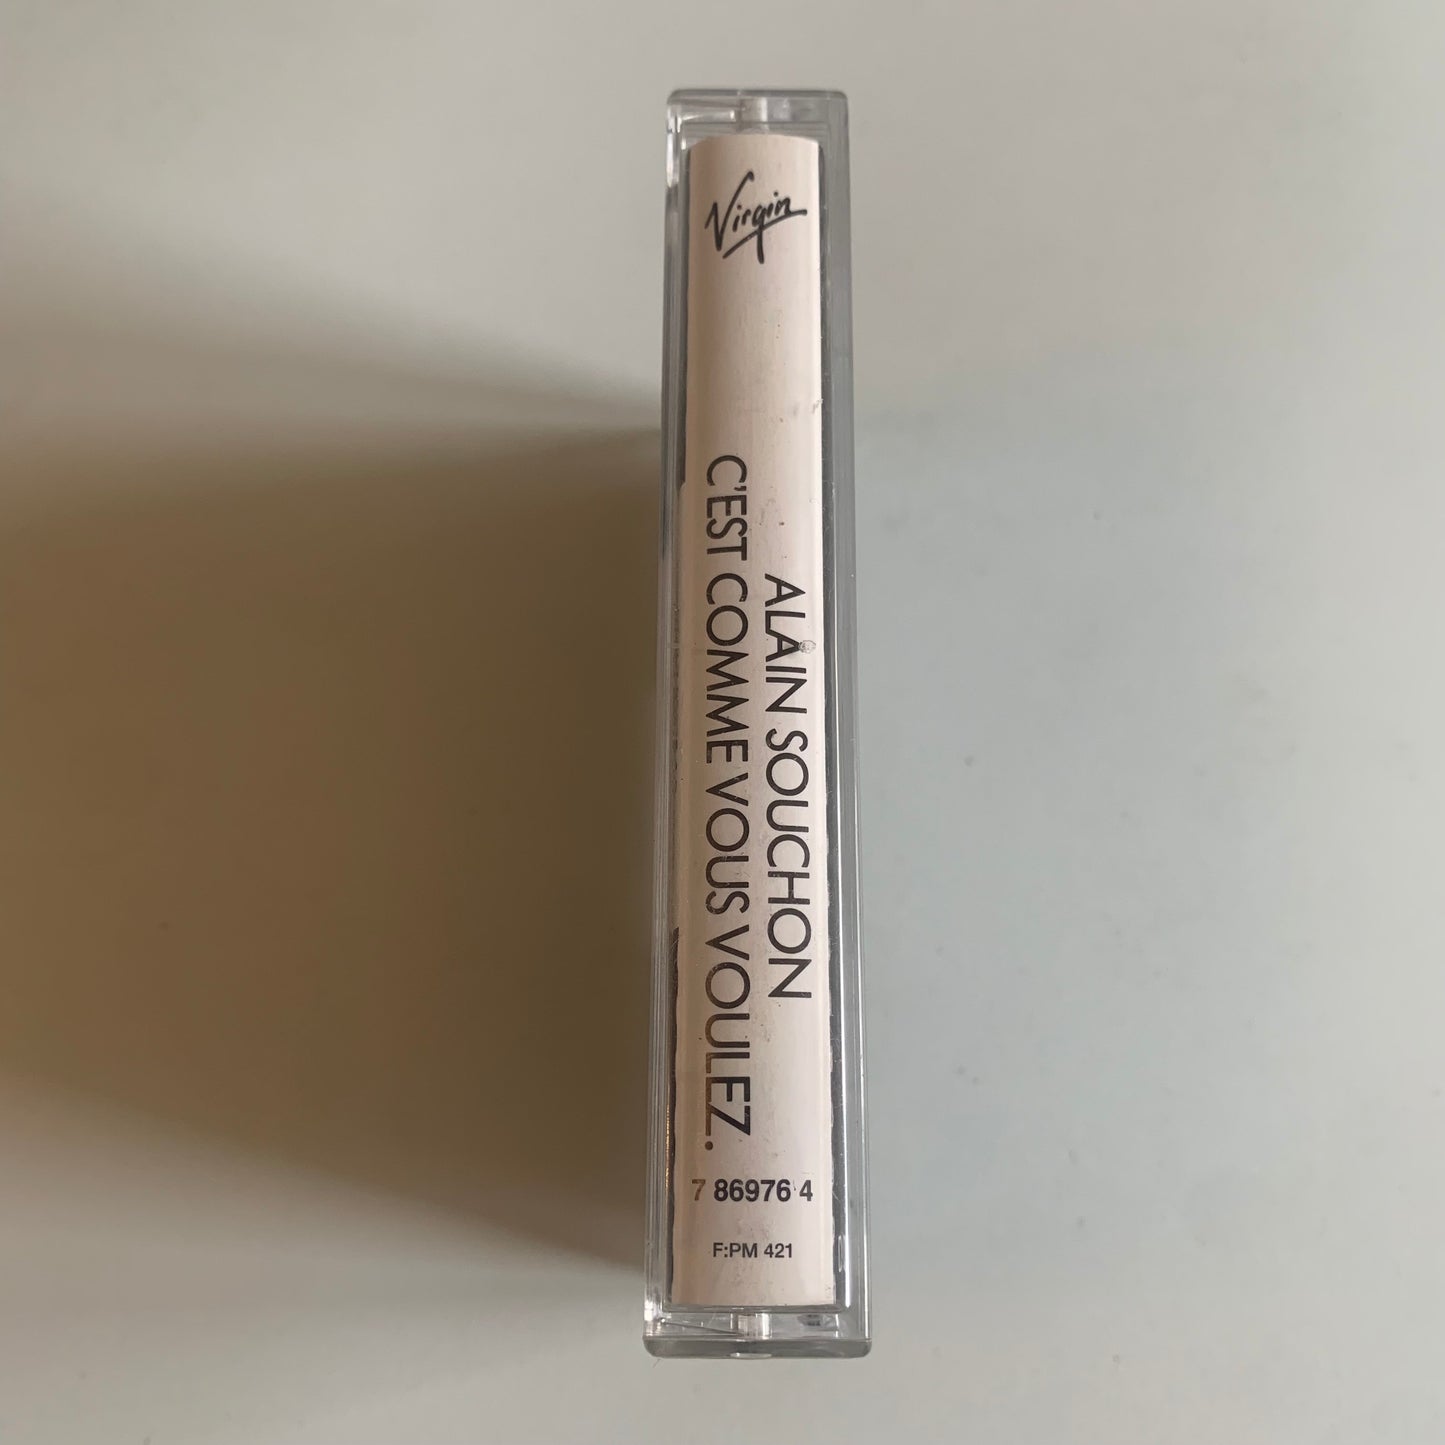 Virgin
ALAIN SOUCHON
C'EST COMME VOUS VOULEZ.
7 86976 4
F:PM 421